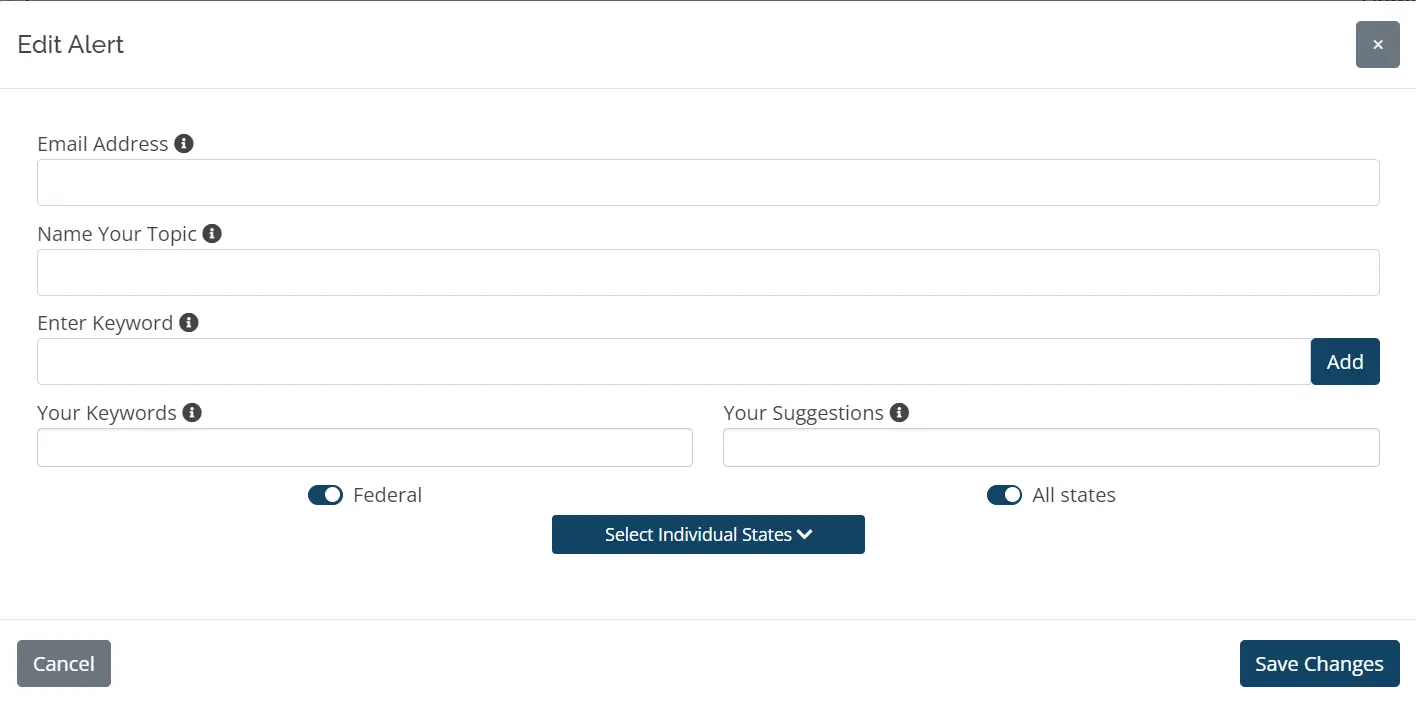 Edit Alert
×
Email Address
Name Your Topic
Enter Keyword
Add
Your Keywords
Your Suggestions
Federal
All states
Select Individual States
Cancel
Save Changes